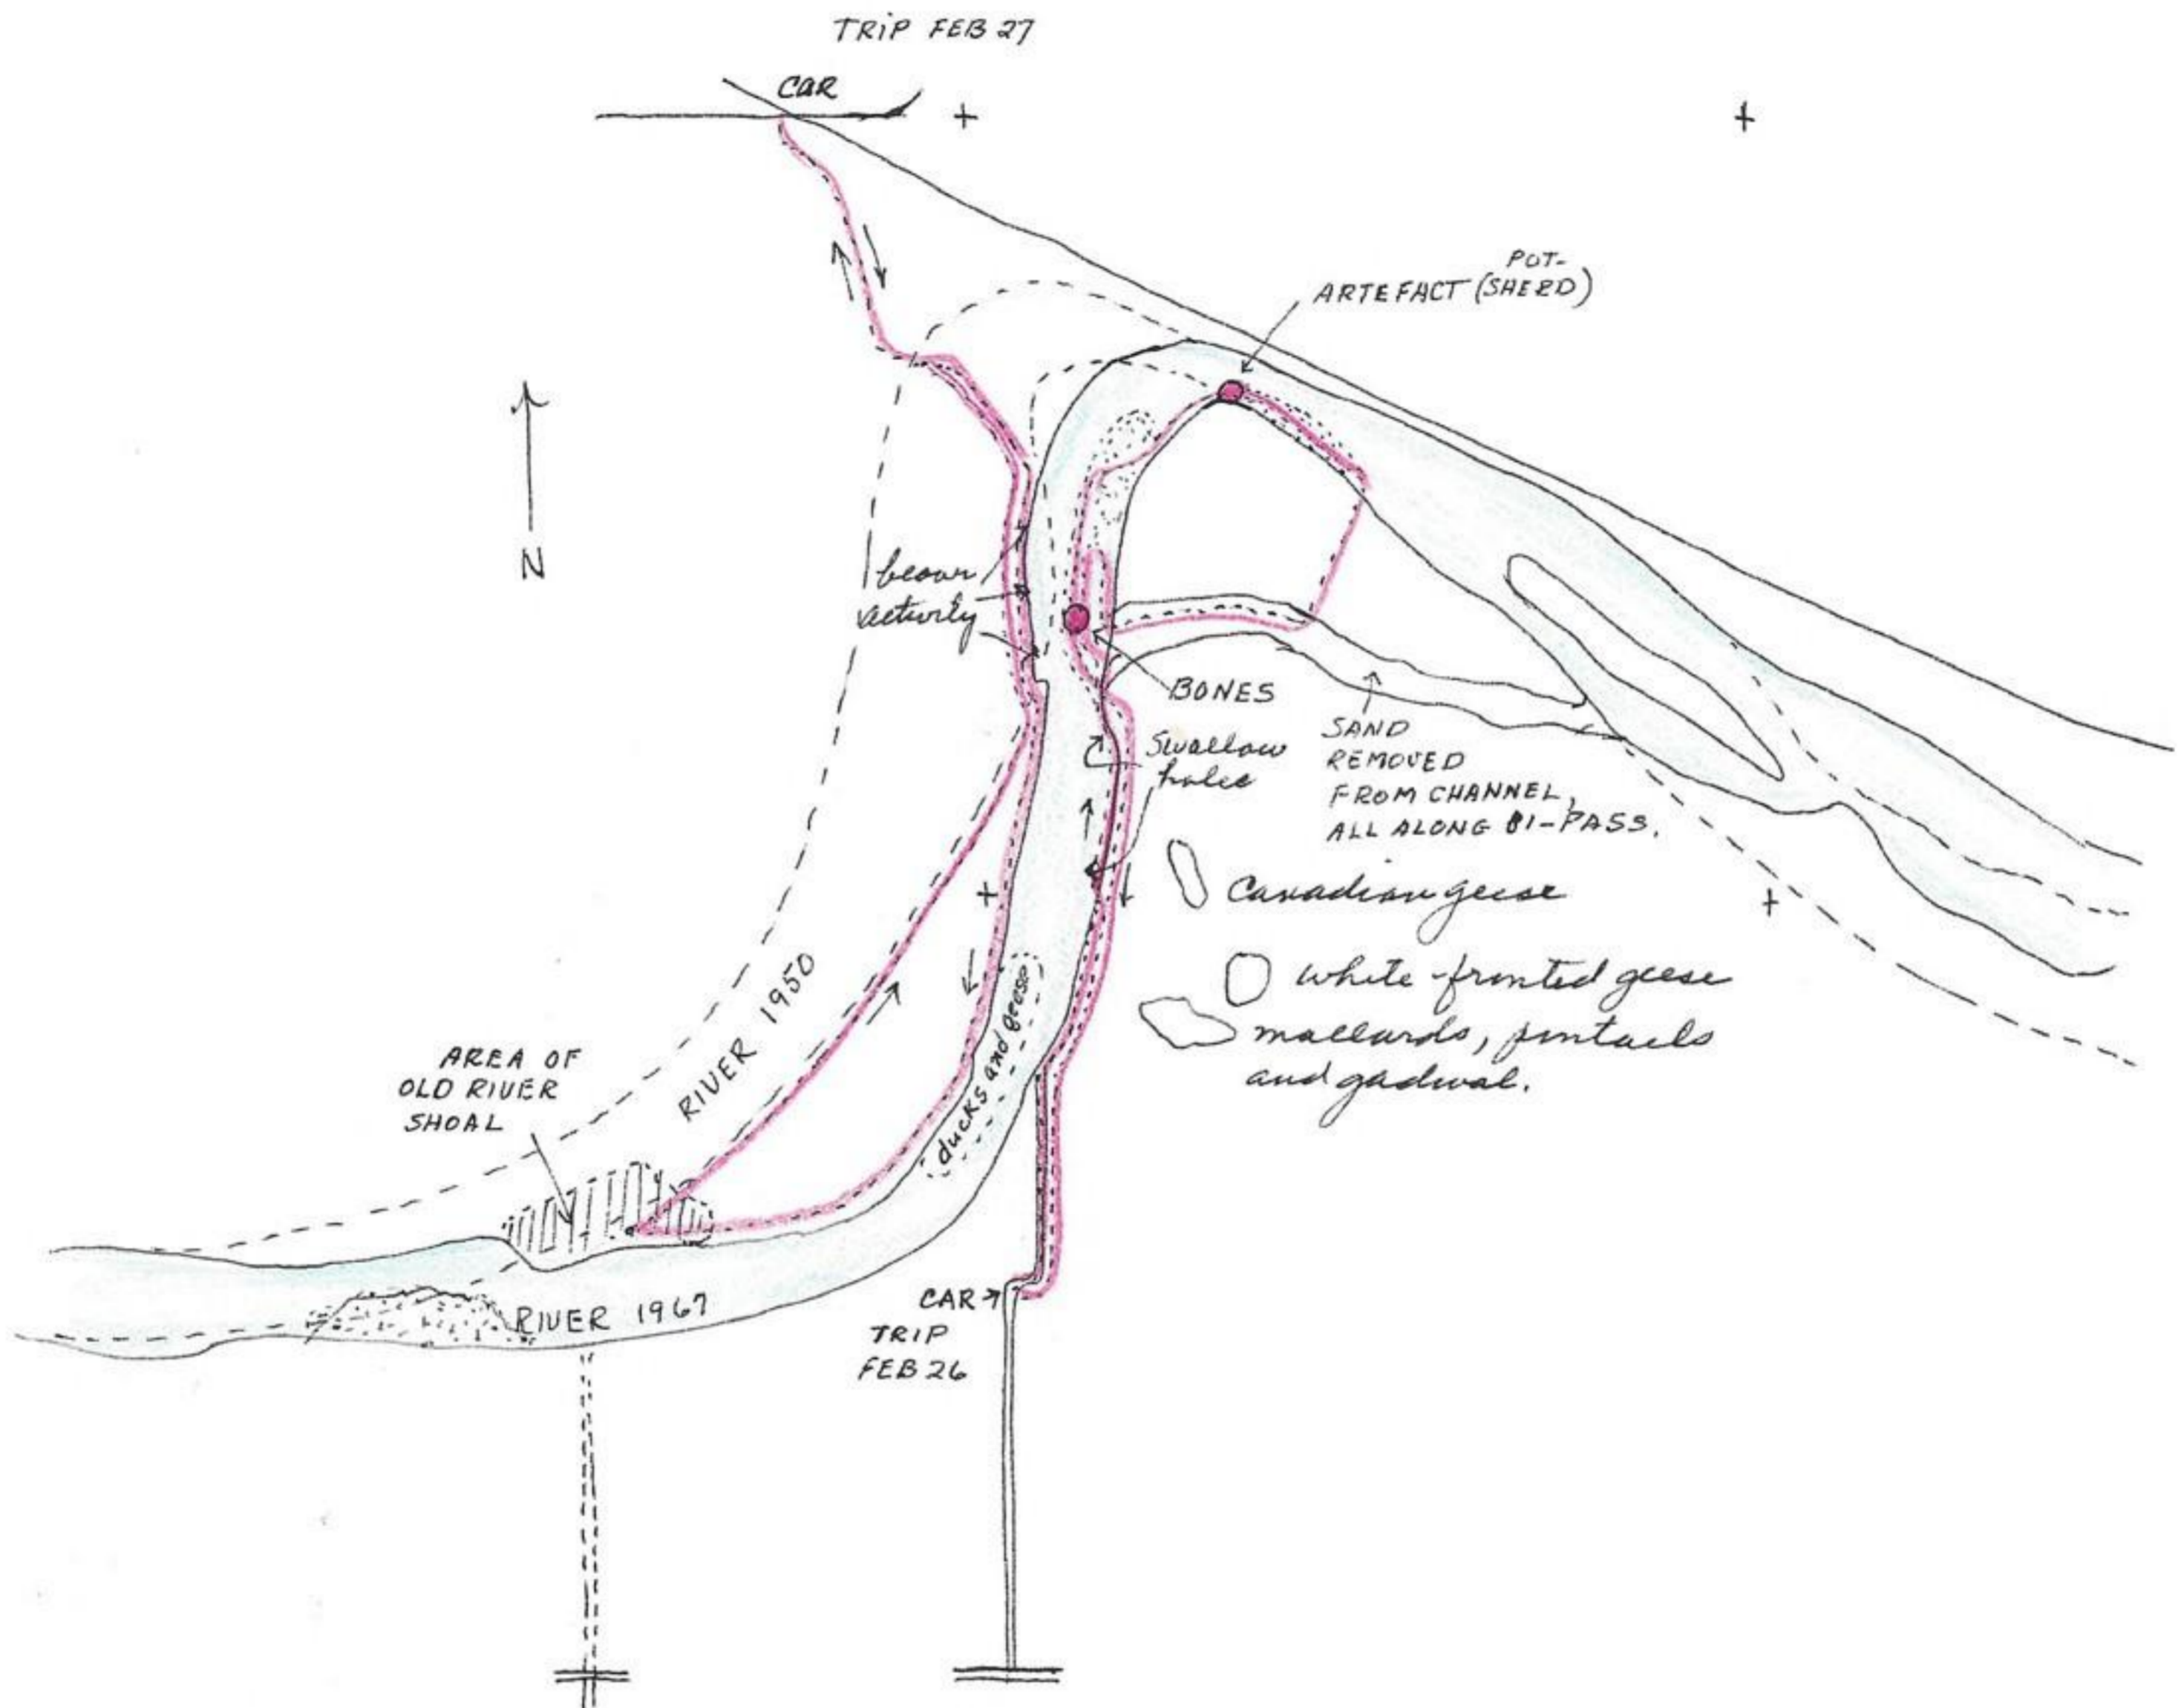 TRIP FEB 27
CAR
POT-
ARTEFACT (SHERD)
N
beaver
activity
BONES
Swallow
holes
SAND
REMOVED
FROM CHANNEL,
ALL ALONG BI-PASS.
Canadian geese
white-fronted geese
mallards, pintails
and gadwal.
ducks and geese
RIVER 1950
AREA OF
OLD RIVER
SHOAL
RIVER 1967
CAR
TRIP
FEB 26